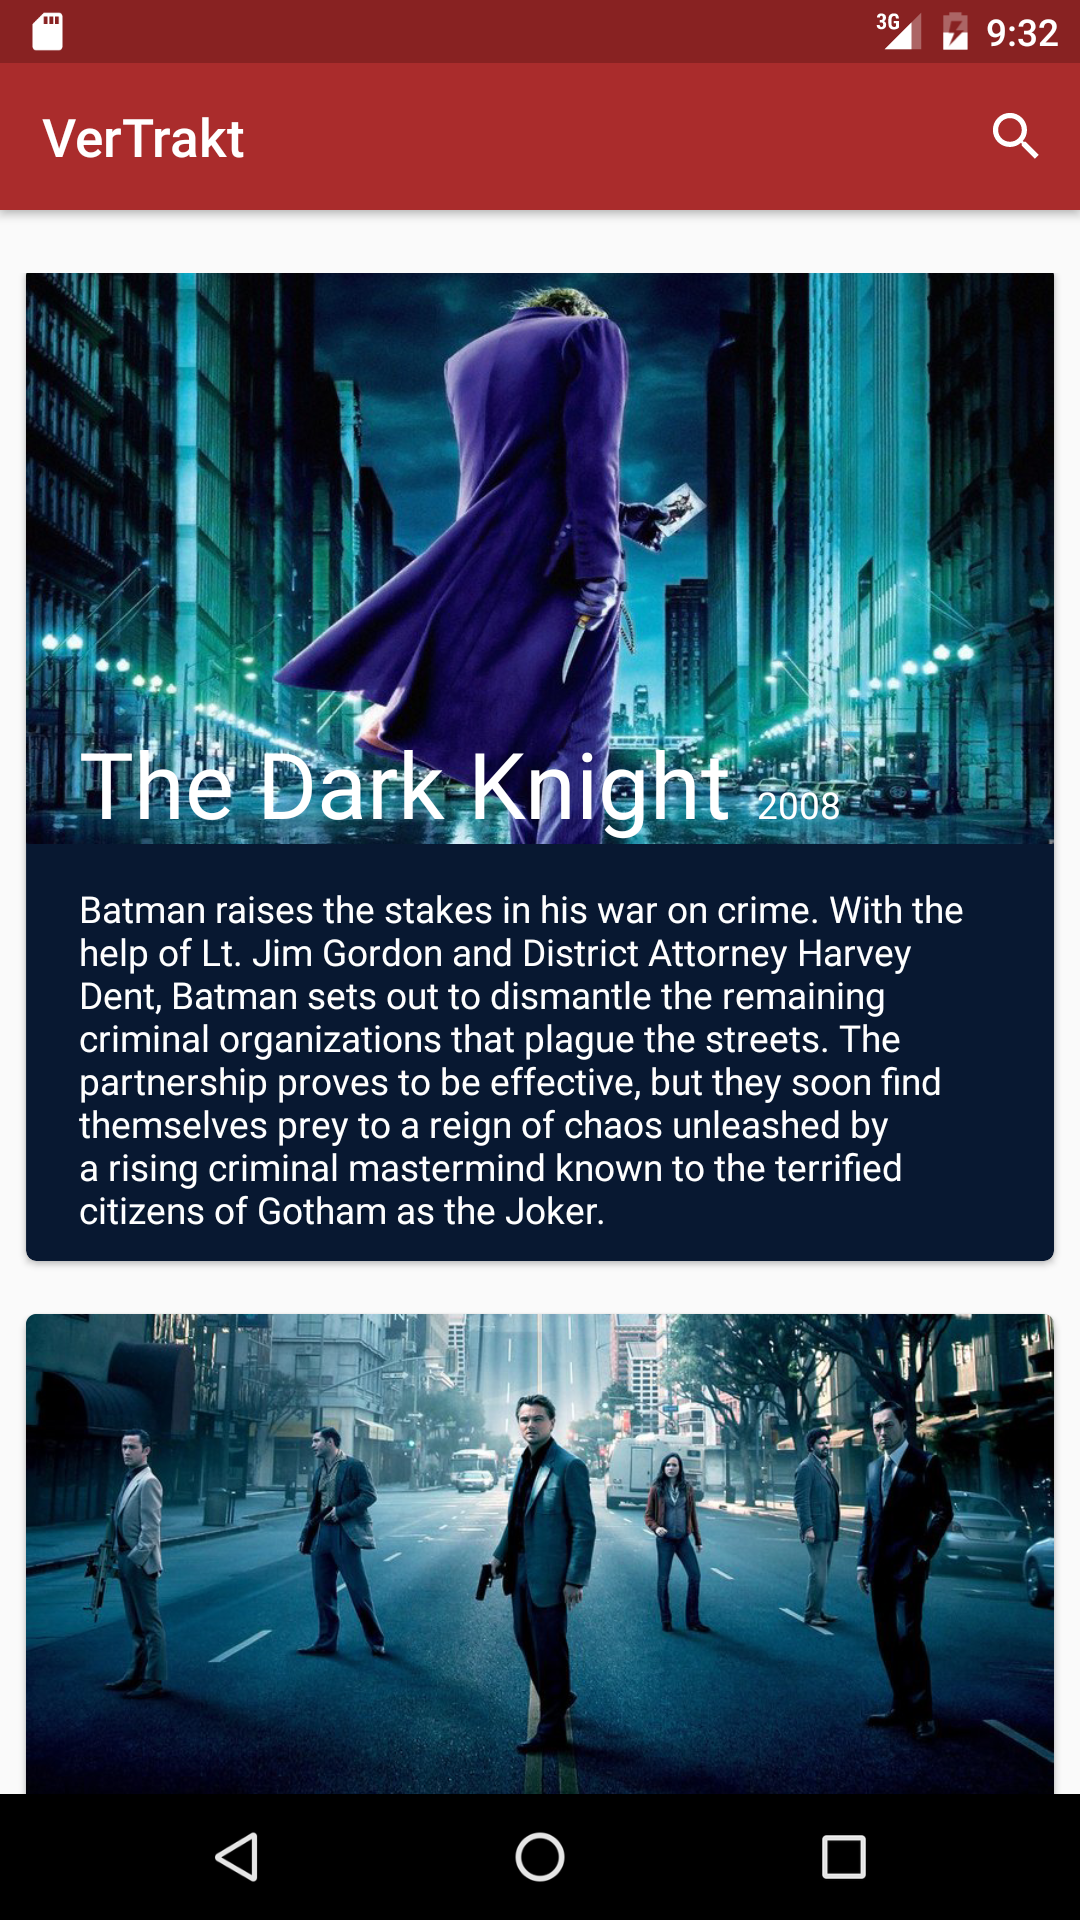 3G 9:32
VerTrakt
The Dark Knight 2008
Batman raises the stakes in his war on crime. With the
help of Lt. Jim Gordon and District Attorney Harvey
Dent, Batman sets out to dismantle the remaining
criminal organizations that plague the streets. The
partnership proves to be effective, but they soon find
themselves prey to a reign of chaos unleashed by
a rising criminal mastermind known to the terrified
citizens of Gotham as the Joker.